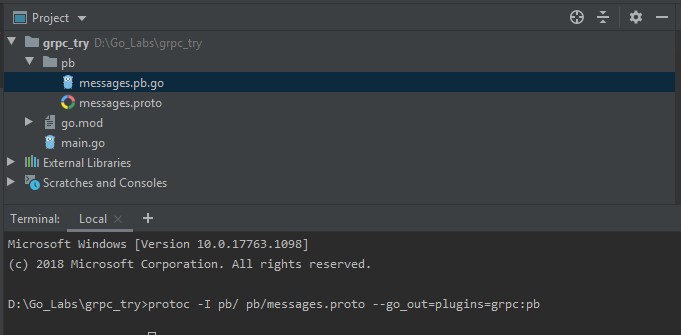 Project
grpc_try D:\Go_Labs\grpc_try
pb
messages.pb.go
messages.proto
go.mod
main.go
External Libraries
Scratches and Consoles
Terminal: Local × +
Microsoft Windows [Version 10.0.17763.1098]
(c) 2018 Microsoft Corporation. All rights reserved.
D:\Go_Labs\grpc_try>protoc -I pb/ pb/messages.proto --go_out=plugins=grpc:pb